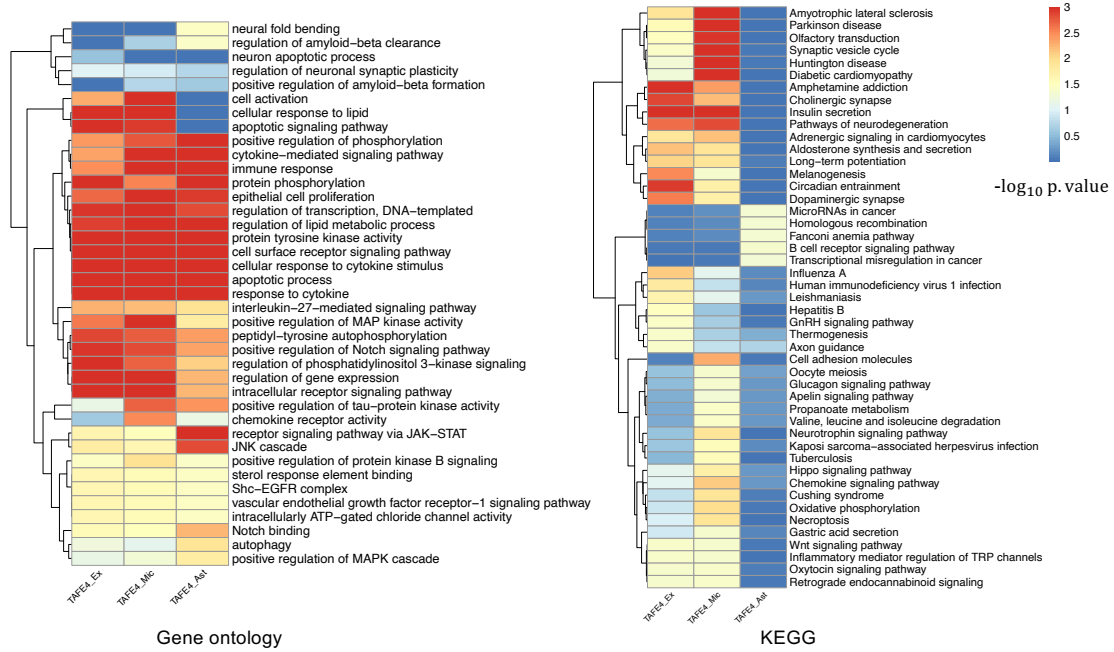 neural fold bending
regulation of amyloid−beta clearance
neuron apoptotic process
regulation of neuronal synaptic plasticity
positive regulation of amyloid−beta formation
cell activation
cellular response to lipid
apoptotic signaling pathway
positive regulation of phosphorylation
cytokine−mediated signaling pathway
immune response
protein phosphorylation
epithelial cell proliferation
regulation of transcription, DNA−templated
regulation of lipid metabolic process
protein tyrosine kinase activity
cell surface receptor signaling pathway
cellular response to cytokine stimulus
apoptotic process
response to cytokine
interleukin−27−mediated signaling pathway
positive regulation of MAP kinase activity
peptidyl−tyrosine autophosphorylation
positive regulation of Notch signaling pathway
regulation of phosphatidylinositol 3−kinase signaling
regulation of gene expression
intracellular receptor signaling pathway
positive regulation of tau−protein kinase activity
chemokine receptor activity
receptor signaling pathway via JAK−STAT
JNK cascade
positive regulation of protein kinase B signaling
sterol response element binding
Shc−EGFR complex
vascular endothelial growth factor receptor−1 signaling pathway
intracellularly ATP−gated chloride channel activity
Notch binding
autophagy
positive regulation of MAPK cascade
TAFE4_Ex
TAFE4_Mic
TAFE4_Ast
Gene ontology
Amyotrophic lateral sclerosis
Parkinson disease
Olfactory transduction
Synaptic vesicle cycle
Huntington disease
Diabetic cardiomyopathy
Amphetamine addiction
Cholinergic synapse
Insulin secretion
Pathways of neurodegeneration
Adrenergic signaling in cardiomyocytes
Aldosterone synthesis and secretion
Long−term potentiation
Melanogenesis
Circadian entrainment
Dopaminergic synapse
MicroRNAs in cancer
Homologous recombination
Fanconi anemia pathway
B cell receptor signaling pathway
Transcriptional misregulation in cancer
Influenza A
Human immunodeficiency virus 1 infection
Leishmaniasis
Hepatitis B
GnRH signaling pathway
Thermogenesis
Axon guidance
Cell adhesion molecules
Oocyte meiosis
Glucagon signaling pathway
Apelin signaling pathway
Propanoate metabolism
Valine, leucine and isoleucine degradation
Neurotrophin signaling pathway
Kaposi sarcoma−associated herpesvirus infection
Tuberculosis
Hippo signaling pathway
Chemokine signaling pathway
Cushing syndrome
Oxidative phosphorylation
Necroptosis
Gastric acid secretion
Wnt signaling pathway
Inflammatory mediator regulation of TRP channels
Oxytocin signaling pathway
Retrograde endocannabinoid signaling
TAFE4_Ex
TAFE4_Mic
TAFE4_Ast
KEGG
3
2.5
2
1.5
1
0.5
-log₁₀ p. value